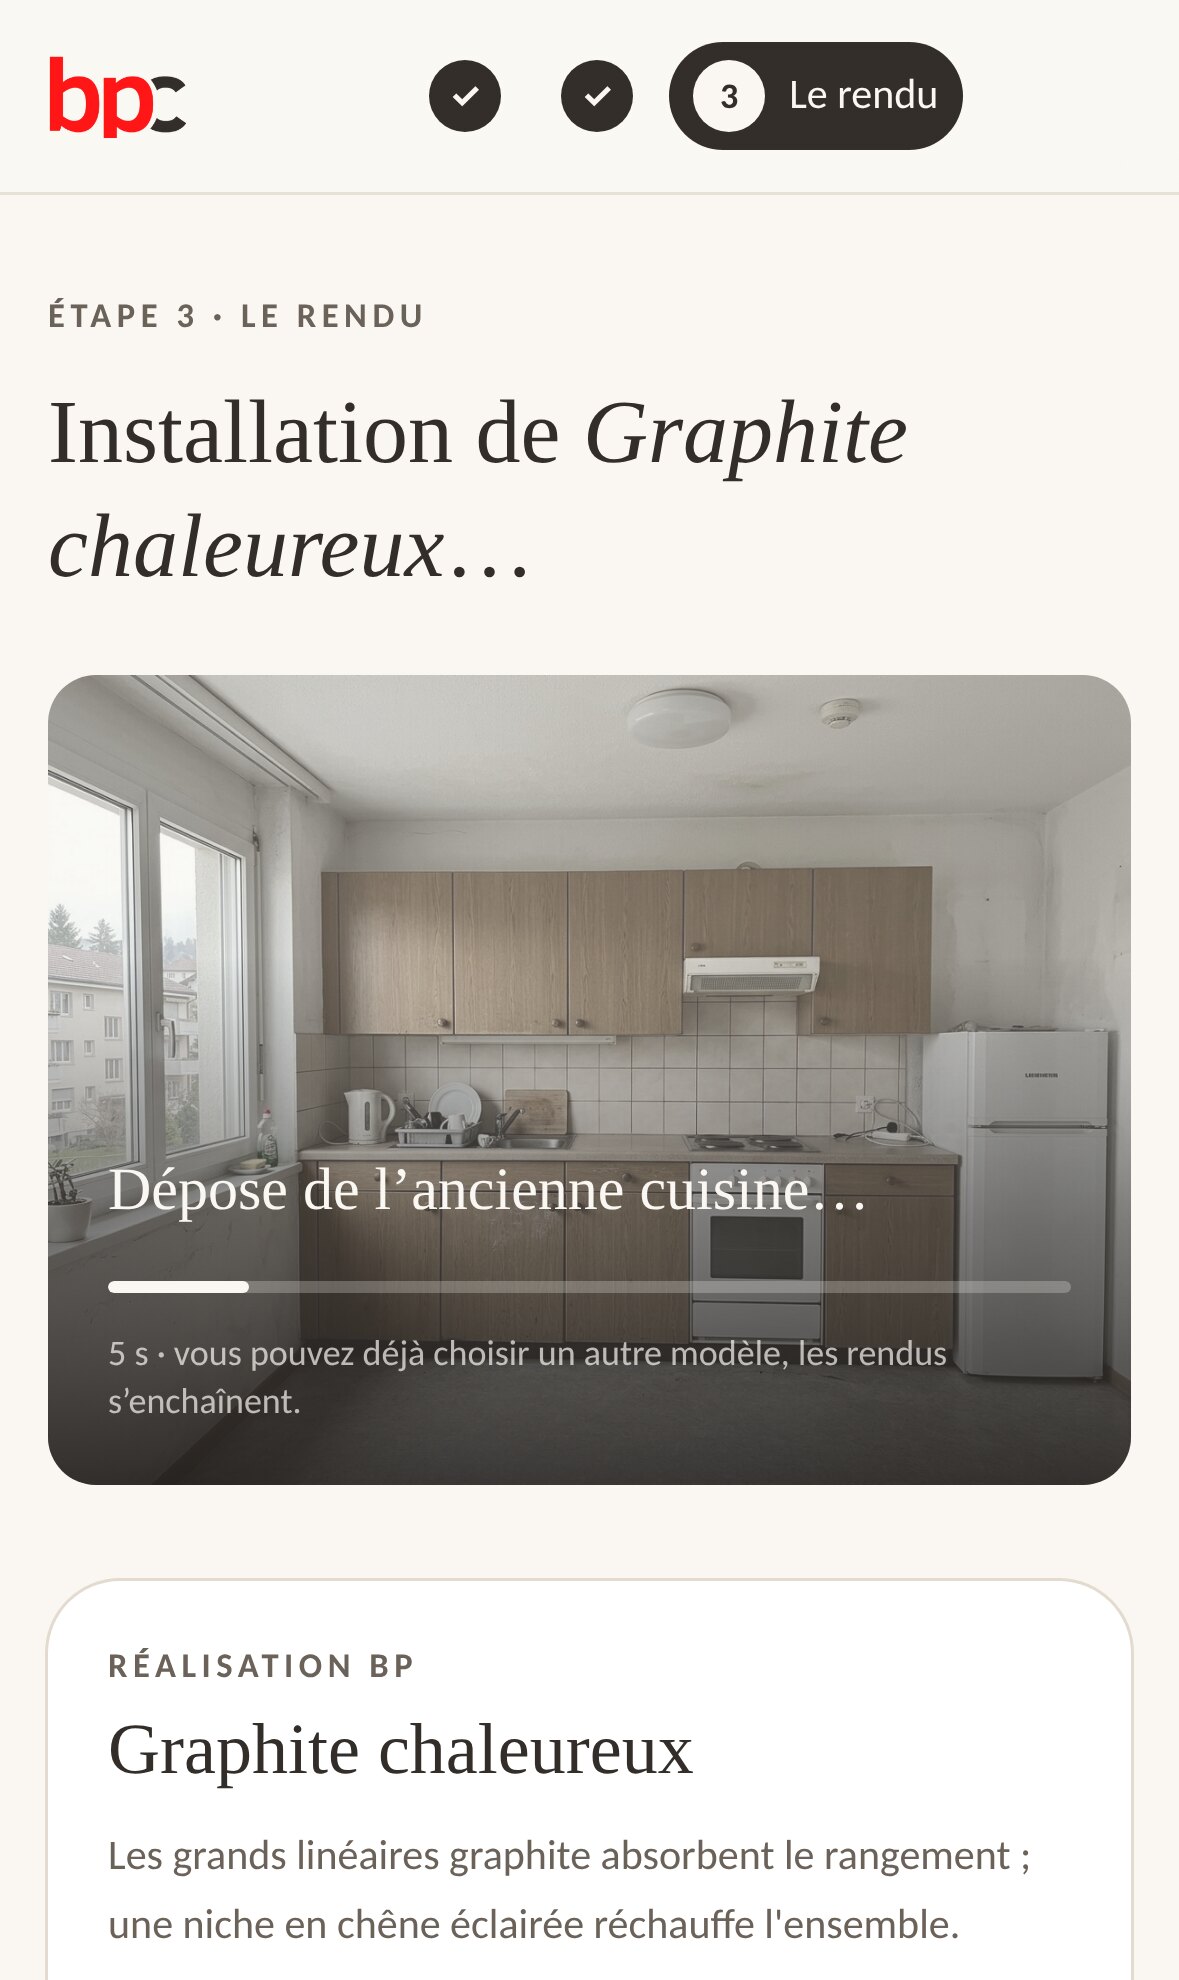 bpc
3 Le rendu
ÉTAPE 3 · LE RENDU
Installation de Graphite
chaleureux…
LIEBHERR
Dépose de l’ancienne cuisine…
5 s · vous pouvez déjà choisir un autre modèle, les rendus
s’enchaînent.
RÉALISATION BP
Graphite chaleureux
Les grands linéaires graphite absorbent le rangement ;
une niche en chêne éclairée réchauffe l'ensemble.